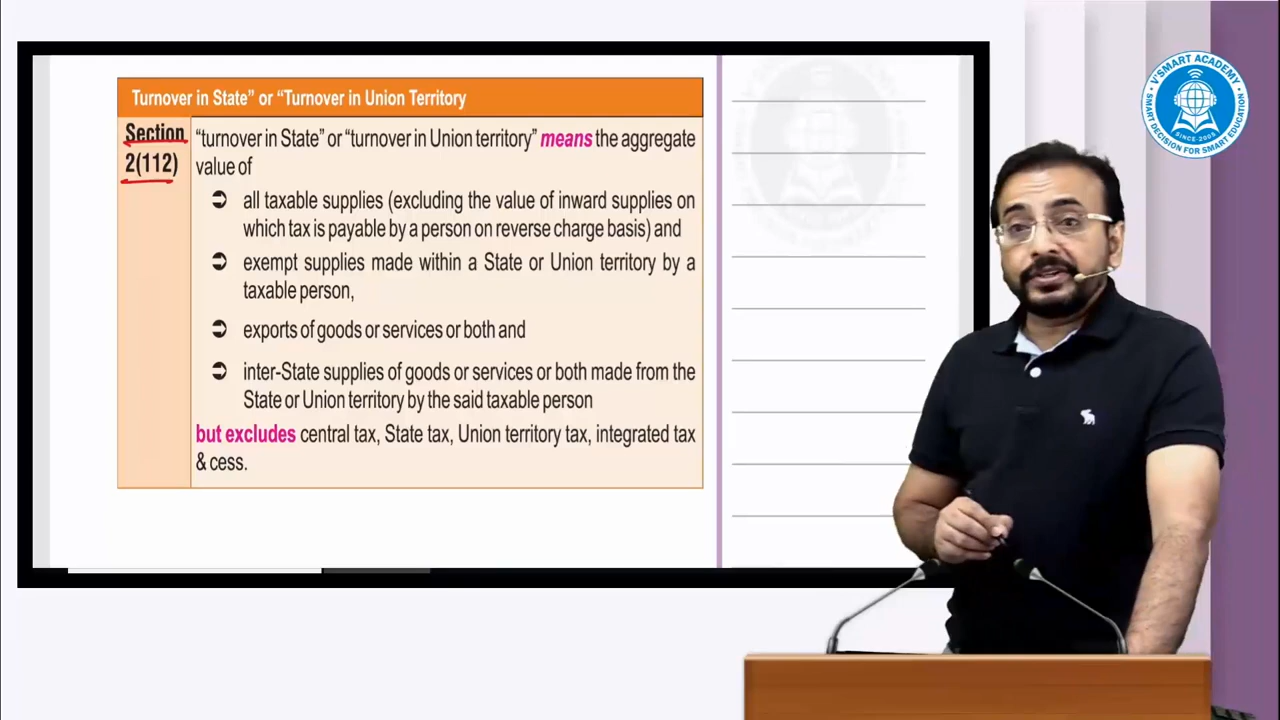 Turnover in State” or “Turnover in Union Territory
Section
2(112)
“turnover in State” or “turnover in Union territory” means the aggregate
value of
➲ all taxable supplies (excluding the value of inward supplies on
which tax is payable by a person on reverse charge basis) and
➲ exempt supplies made within a State or Union territory by a
taxable person,
➲ exports of goods or services or both and
➲ inter-State supplies of goods or services or both made from the
State or Union territory by the said taxable person
but excludes central tax, State tax, Union territory tax, integrated tax
& cess.
V'SMART ACADEMY
SINCE-2005
SMART DECISION FOR SMART EDUCATION